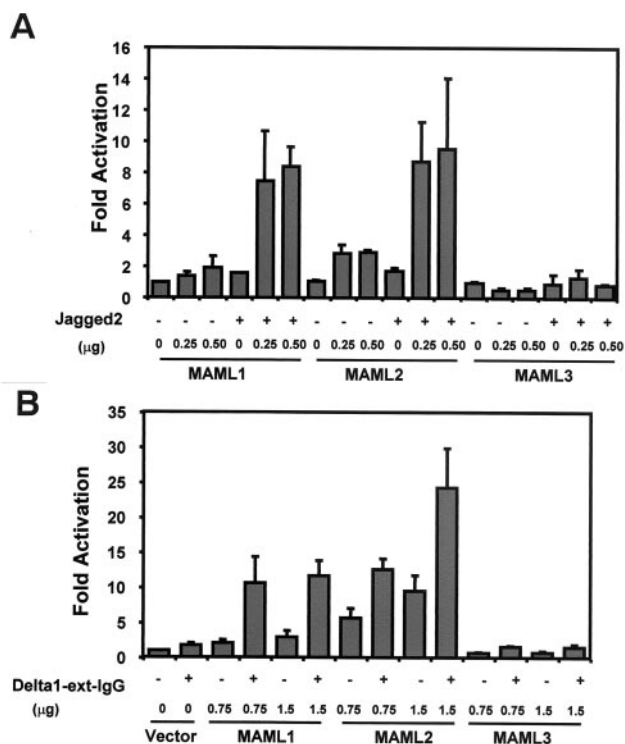 A
16
14
12
10
8
6
4
2
0
Fold Activation
Jagged2 - - - + + + - - - + + + - - - + + +
(μg) 0 0.25 0.50 0 0.25 0.50 0 0.25 0.50 0 0.25 0.50 0 0.25 0.50 0 0.25 0.50
MAML1 MAML2 MAML3
B
35
30
25
20
15
10
5
0
Fold Activation
Delta1-ext-IgG - + - + - + - + - + - + - +
(μg) 0 0 0.75 0.75 1.5 1.5 0.75 0.75 1.5 1.5 0.75 0.75 1.5 1.5
Vector MAML1 MAML2 MAML3